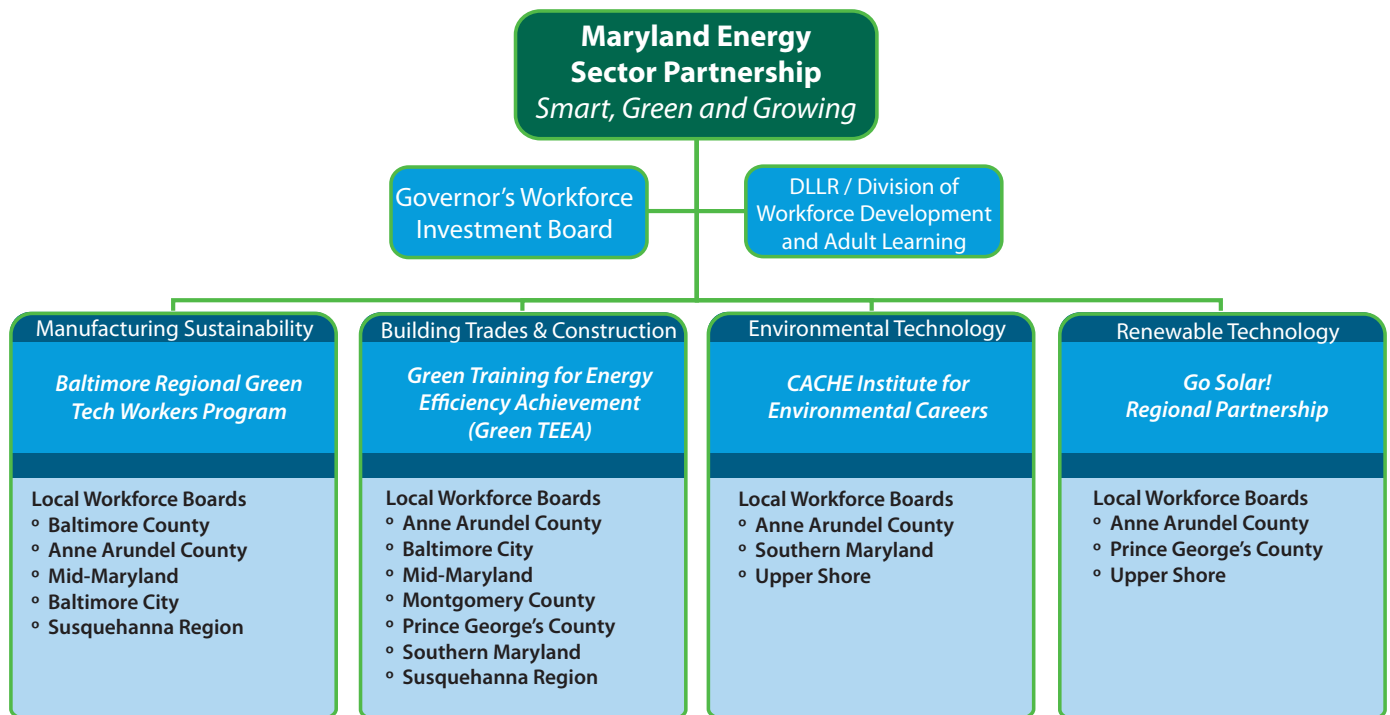 Maryland Energy
Sector Partnership
Smart, Green and Growing
Governor’s Workforce
Investment Board
DLLR / Division of
Workforce Development
and Adult Learning
Manufacturing Sustainability
Baltimore Regional Green
Tech Workers Program
Local Workforce Boards
º Baltimore County
º Anne Arundel County
º Mid-Maryland
º Baltimore City
º Susquehanna Region
Building Trades & Construction
Green Training for Energy
Efficiency Achievement
(Green TEEA)
Local Workforce Boards
º Anne Arundel County
º Baltimore City
º Mid-Maryland
º Montgomery County
º Prince George’s County
º Southern Maryland
º Susquehanna Region
Environmental Technology
CACHE Institute for
Environmental Careers
Local Workforce Boards
º Anne Arundel County
º Southern Maryland
º Upper Shore
Renewable Technology
Go Solar!
Regional Partnership
Local Workforce Boards
º Anne Arundel County
º Prince George’s County
º Upper Shore